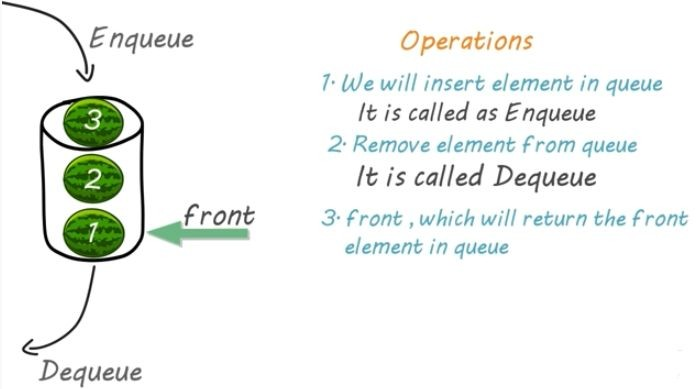 Enqueue
3
2
1
front
Dequeue
Operations
1. We will insert element in queue
It is called as Enqueue
2. Remove element from queue
It is called Dequeue
3. front , which will return the front
element in queue